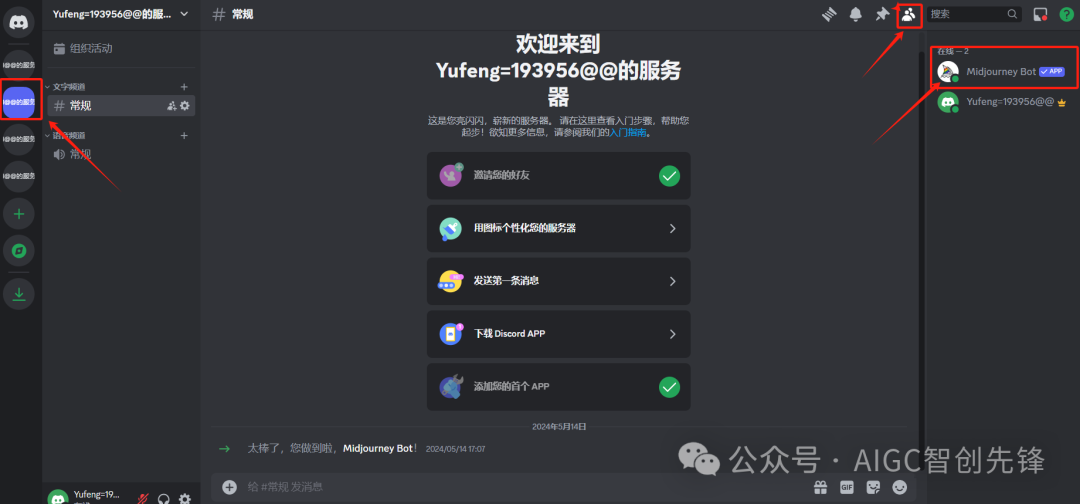 @@的服务
@@的服务
@@的服务
@@的服务
Yufeng=193956@@的服...
组织活动
文字频道
# 常规
语音频道
常规
Yufeng=19...
# 常规
搜索
欢迎来到
Yufeng=193956@@的服务
器
这是您亮闪闪，崭新的服务器。 请在这里查看入门步骤，帮助您
起步！欲知更多信息，请参阅我们的入门指南。
邀请您的好友
用图标个性化您的服务器
发送第一条消息
下载 Discord APP
添加您的首个 APP
2024年5月14日
太棒了，您做到啦，Midjourney Bot！ 2024/05/14 17:07
给 #常规 发消息
GIF
在线 — 2
Midjourney Bot APP
Yufeng=193956@@
公众号 · AIGC智创先锋